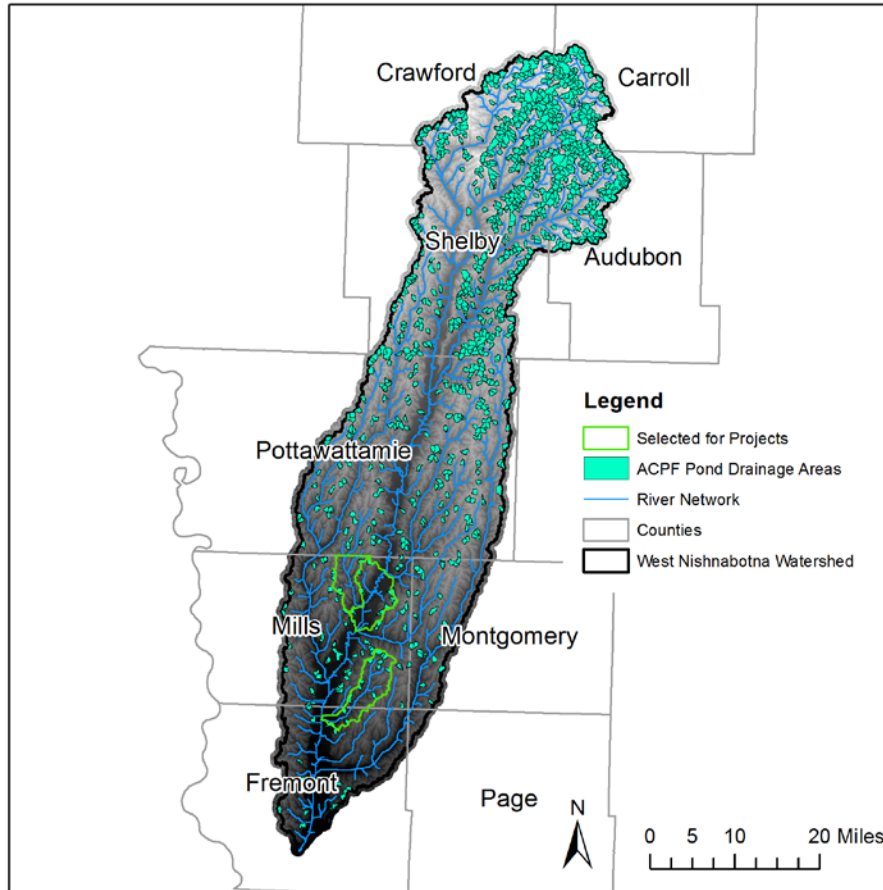 Crawford
Carroll
Shelby
Audubon
Legend
Selected for Projects
ACPF Pond Drainage Areas
River Network
Counties
West Nishnabotna Watershed
Pottawattamie
Mills
Montgomery
Fremont
Page
N
0 5 10 20 Miles